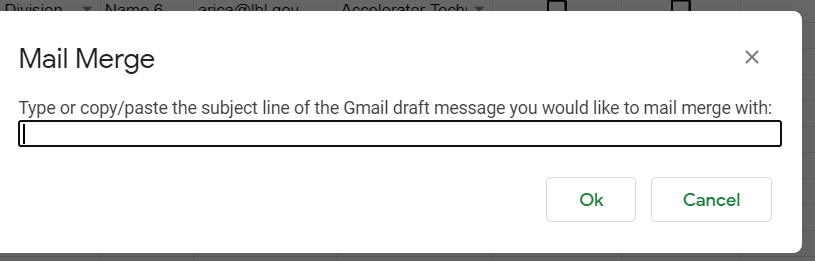 Division Name 6 arica@lbl.gov Accelerator Tech
Mail Merge
Type or copy/paste the subject line of the Gmail draft message you would like to mail merge with:
Ok Cancel